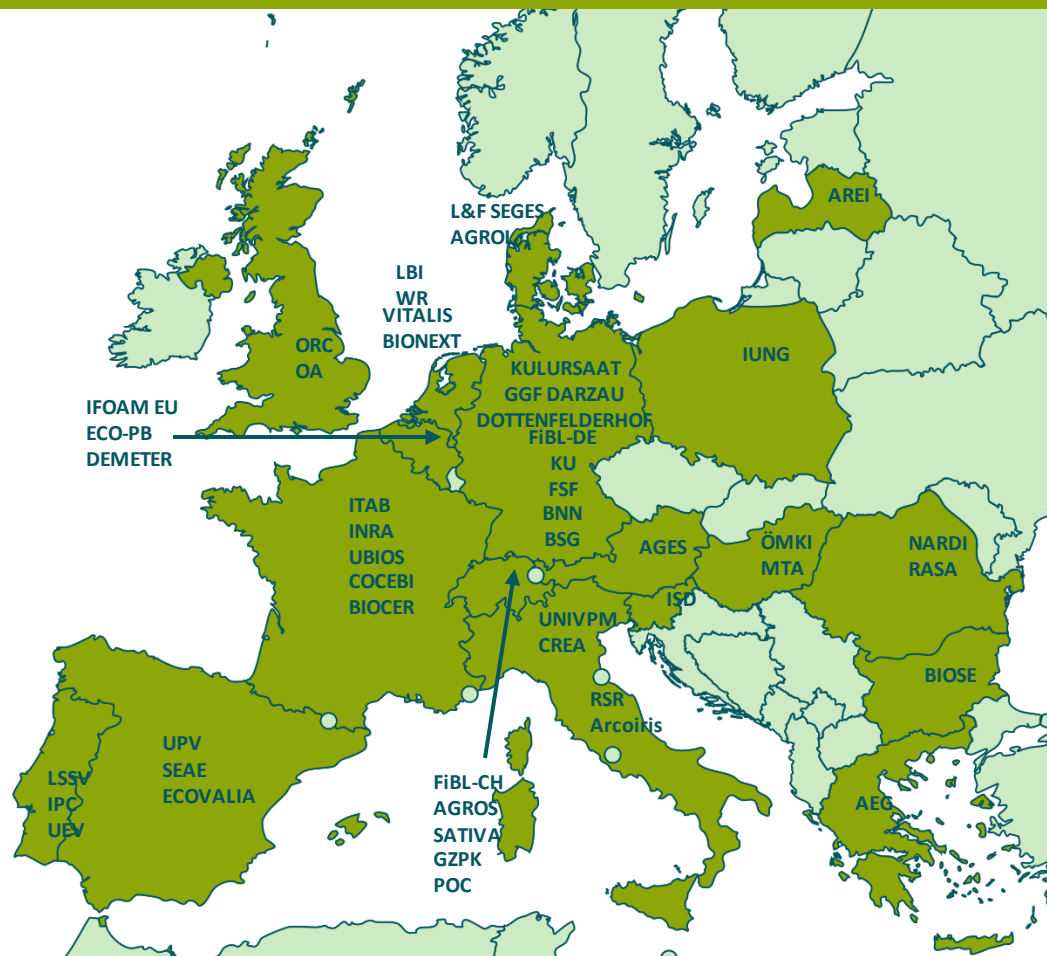 AREI
L&F SEGES
AGROL
LBI
WR
VITALIS
BIONEXT
ORC
OA
IUNG
KULURSAAT
GGF DARZAU
DOTTENFELDERHOF
FiBL-DE
KU
FSF
BNN
BSG
IFOAM EU
ECO-PB
DEMETER
ITAB
INRA
UBIOS
COCEBI
BIOCER
AGES
ÖMKI
MTA
NARDI
RASA
ISD
UNIVPM
CREA
BIOSE
RSR
Arcoiris
UPV
SEAE
ECOVALIA
LSSV
IPC
UEV
FiBL-CH
AGROS
SATIVA
GZPK
POC
AEG